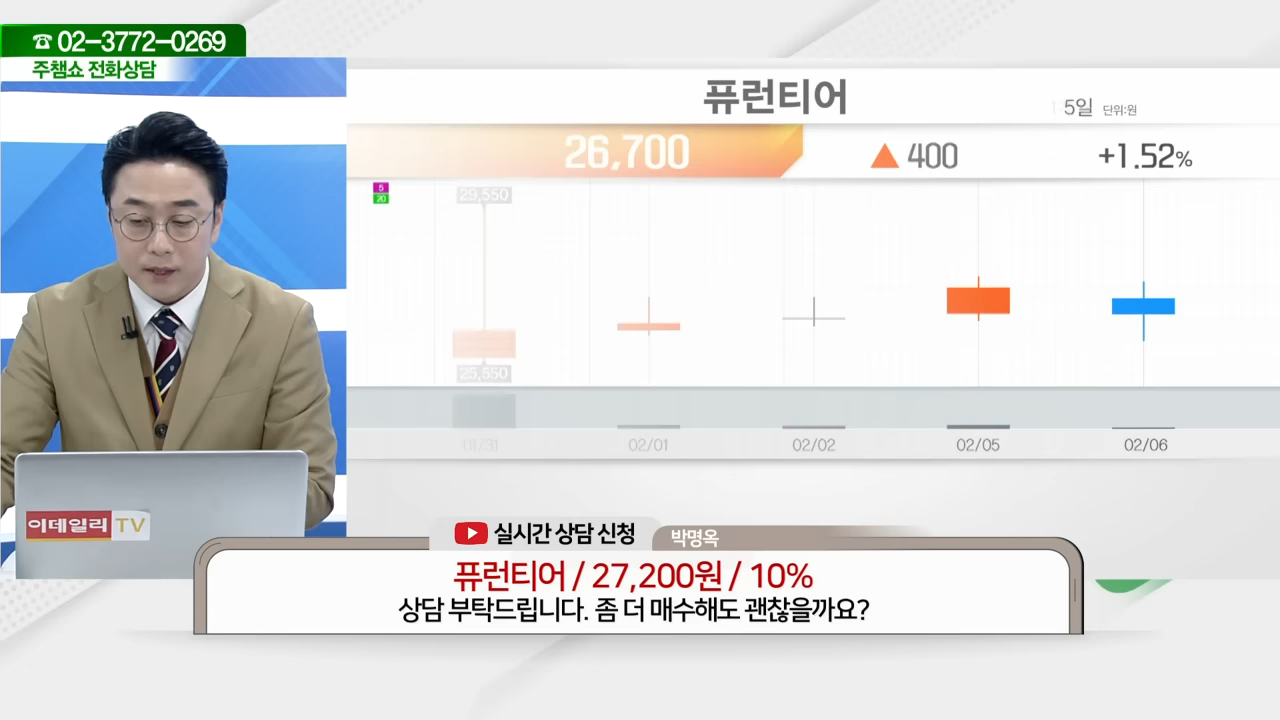 ☎ 02-3772-0269
주챔쇼 전화상담
퓨런티어
5일 단위:원
26,700
▲ 400
+1.52%
5
20
29,550
25,550
01/31
02/01
02/02
02/05
02/06
이데일리 TV
실시간 상담 신청
박명옥
퓨런티어 / 27,200원 / 10%
상담 부탁드립니다. 좀 더 매수해도 괜찮을까요?